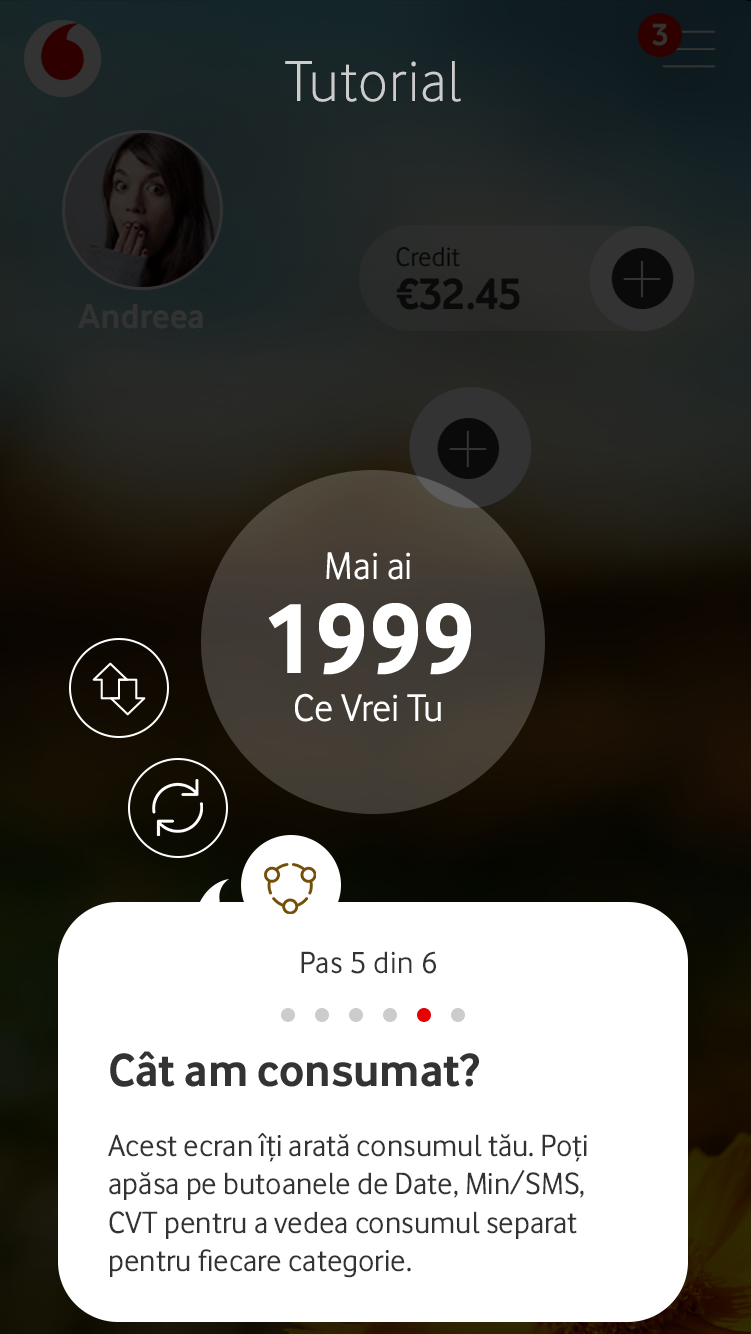 3
Tutorial
Credit
€32.45
Andreea
Mai ai
1999
Ce Vrei Tu
Pas 5 din 6
Cât am consumat?
Acest ecran îți arată consumul tău. Poți
apăsa pe butoanele de Date, Min/SMS,
CVT pentru a vedea consumul separat
pentru fiecare categorie.